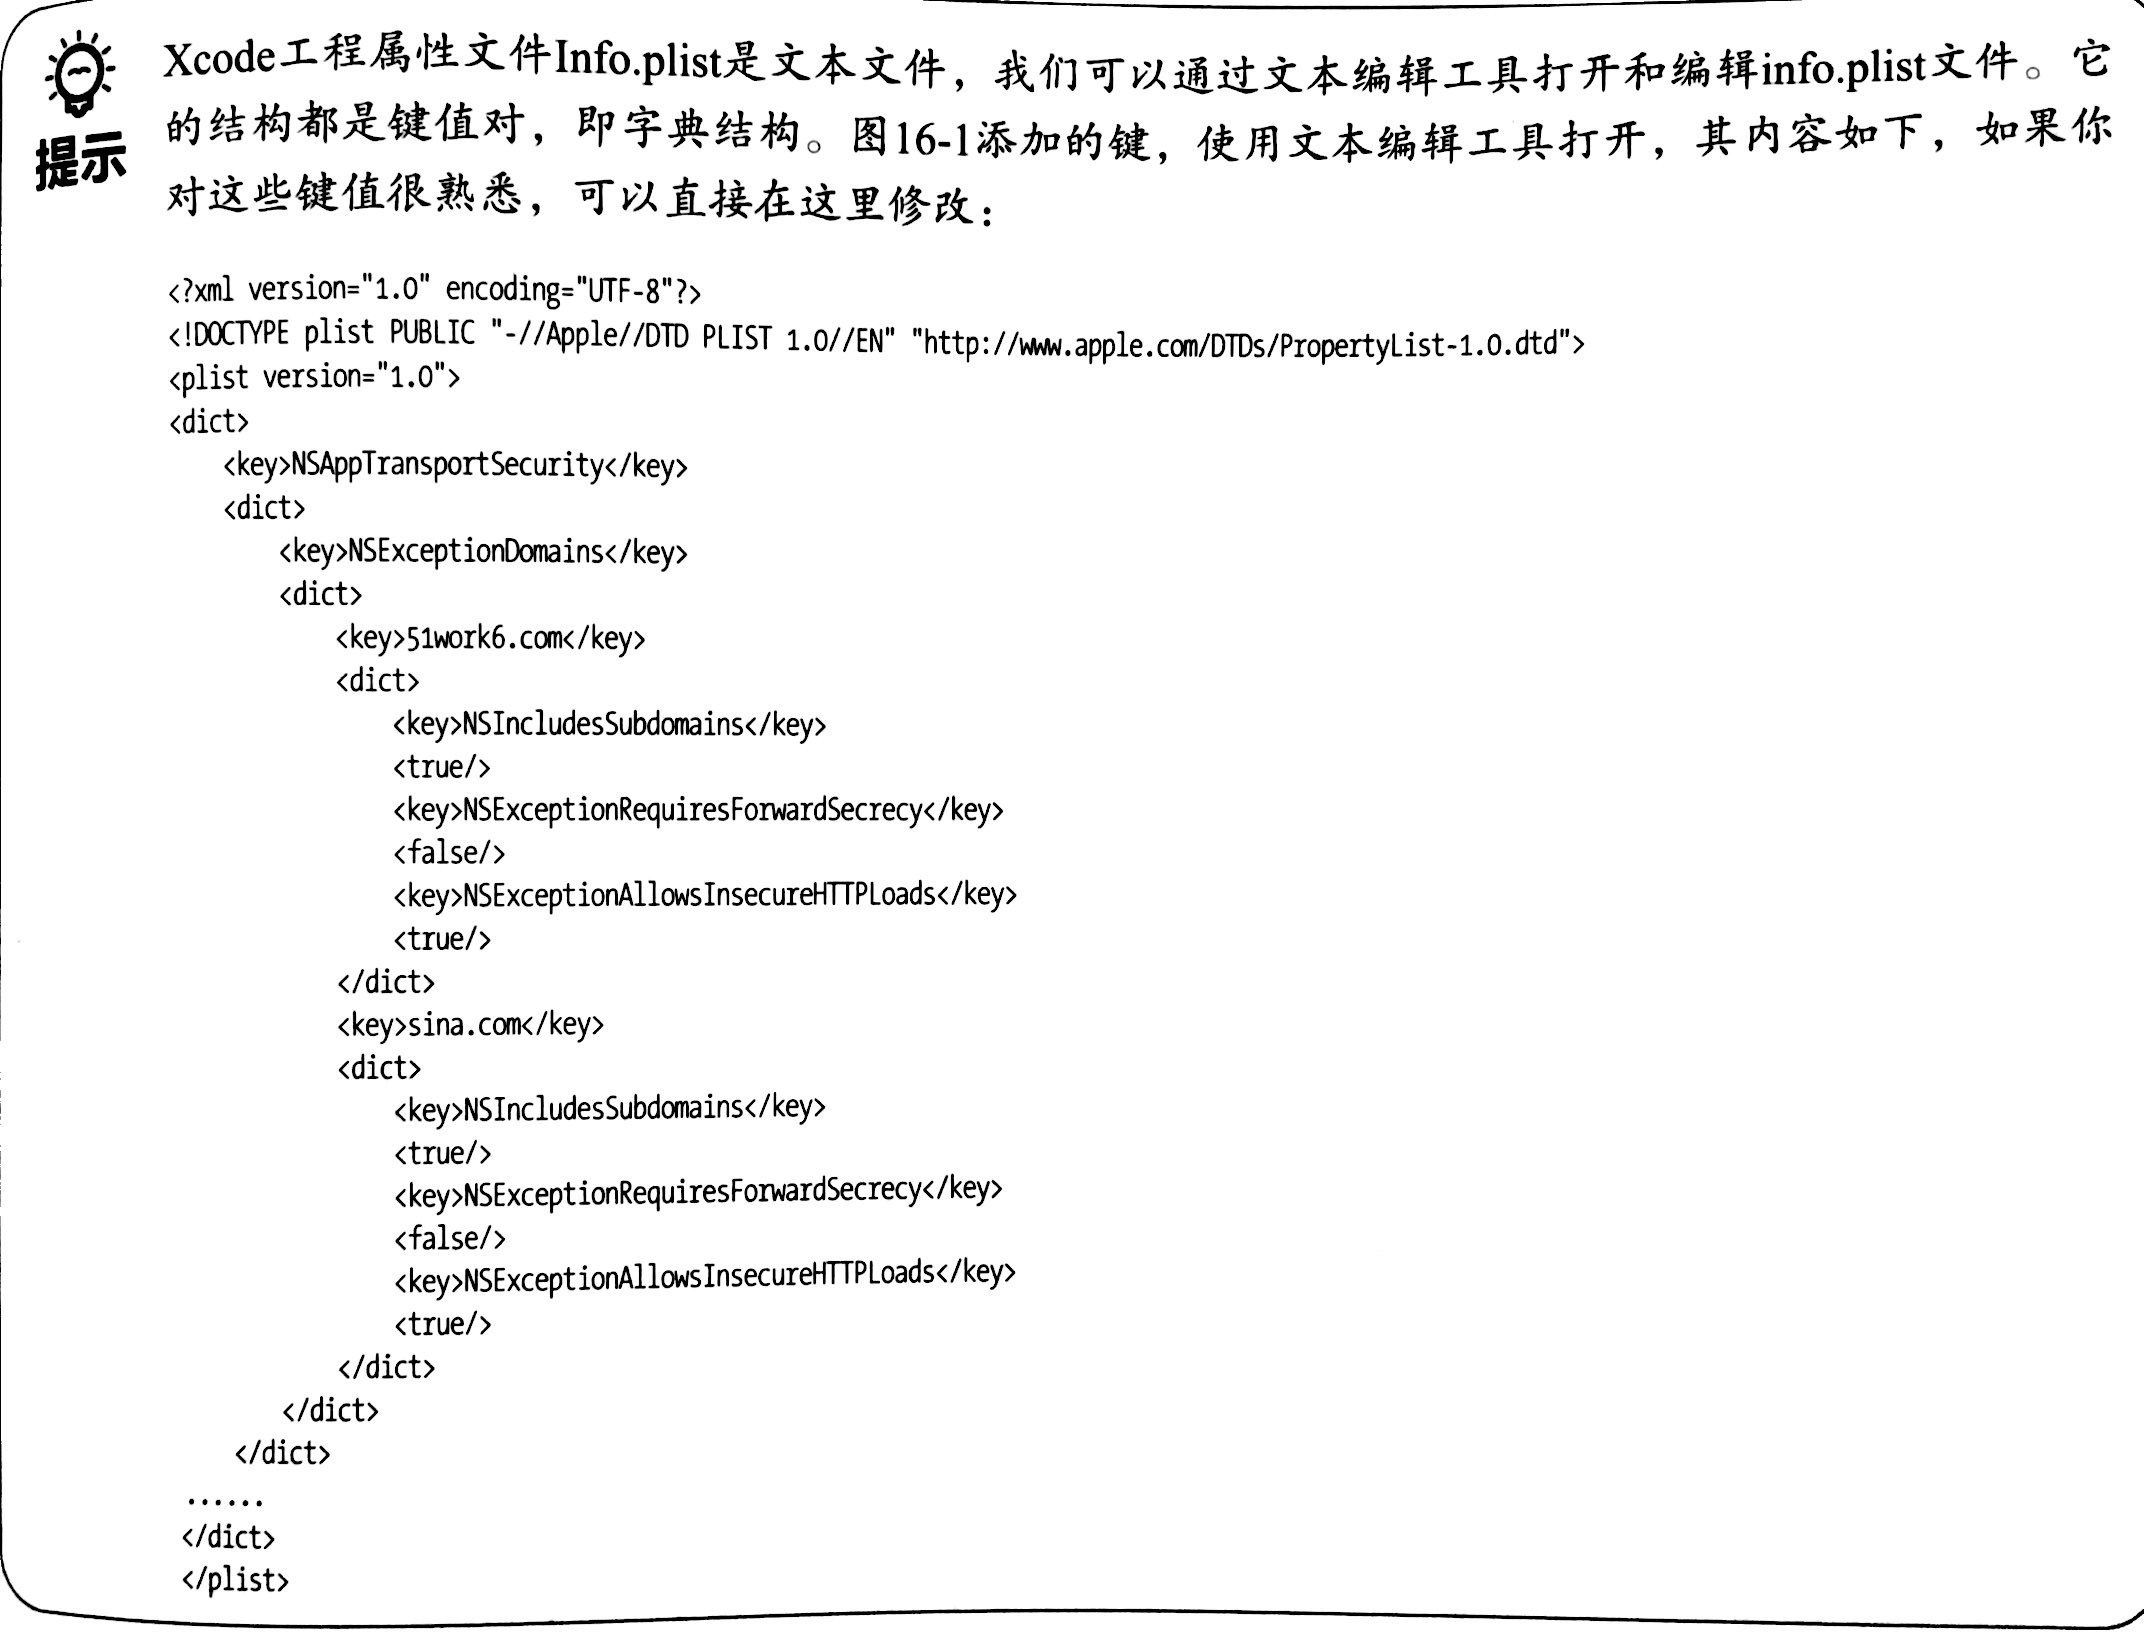 Xcode工程属性文件Info.plist是文本文件，我们可以通过文本编辑工具打开和编辑info.plist文件。它
的结构都是键值对，即字典结构。图16-1添加的键，使用文本编辑工具打开，其内容如下，如果你
提示
对这些键值很熟悉，可以直接在这里修改：
<?xml version="1.0" encoding="UTF-8"?>
<!DOCTYPE plist PUBLIC "-//Apple//DTD PLIST 1.0//EN" "http://www.apple.com/DTDs/PropertyList-1.0.dtd">
<plist version="1.0">
<dict>
    <key>NSAppTransportSecurity</key>
    <dict>
        <key>NSExceptionDomains</key>
        <dict>
            <key>51work6.com</key>
            <dict>
                <key>NSIncludesSubdomains</key>
                <true/>
                <key>NSExceptionRequiresForwardSecrecy</key>
                <false/>
                <key>NSExceptionAllowsInsecureHTTPLoads</key>
                <true/>
            </dict>
            <key>sina.com</key>
            <dict>
                <key>NSIncludesSubdomains</key>
                <true/>
                <key>NSExceptionRequiresForwardSecrecy</key>
                <false/>
                <key>NSExceptionAllowsInsecureHTTPLoads</key>
                <true/>
            </dict>
        </dict>
    </dict>
......
</dict>
</plist>